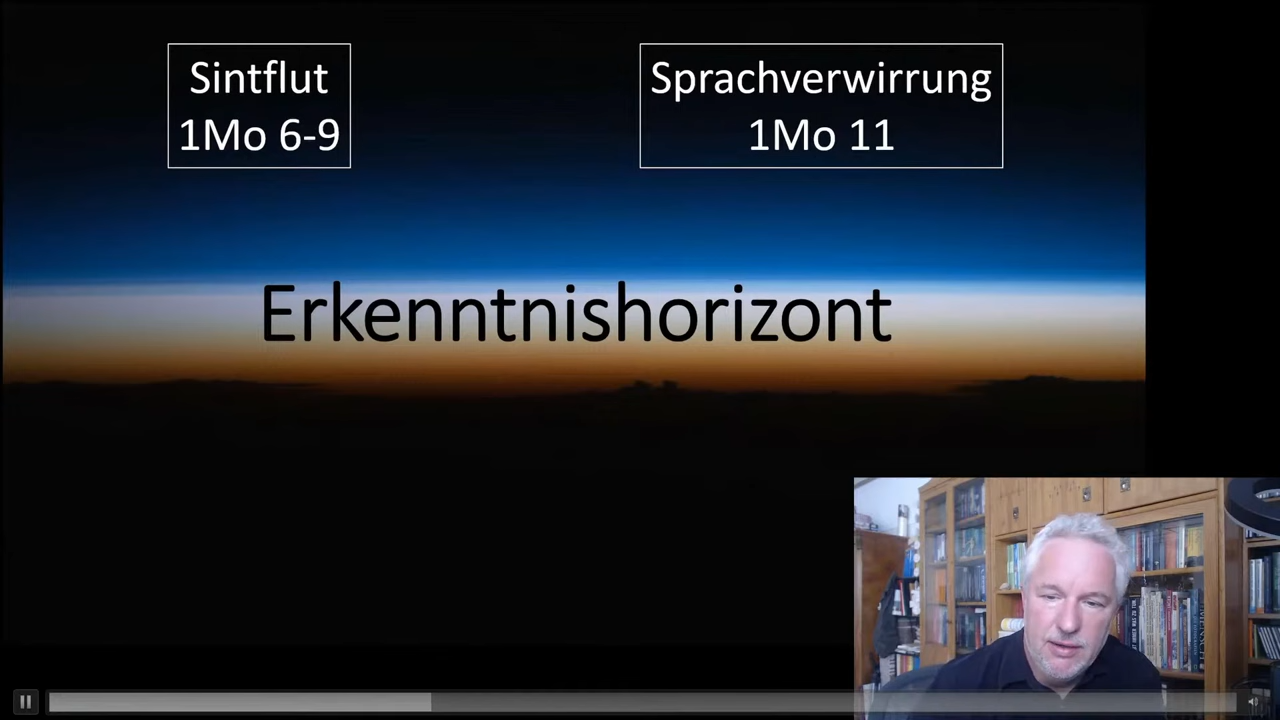 Sintflut
1Mo 6-9
Sprachverwirrung
1Mo 11
Erkenntnishorizont